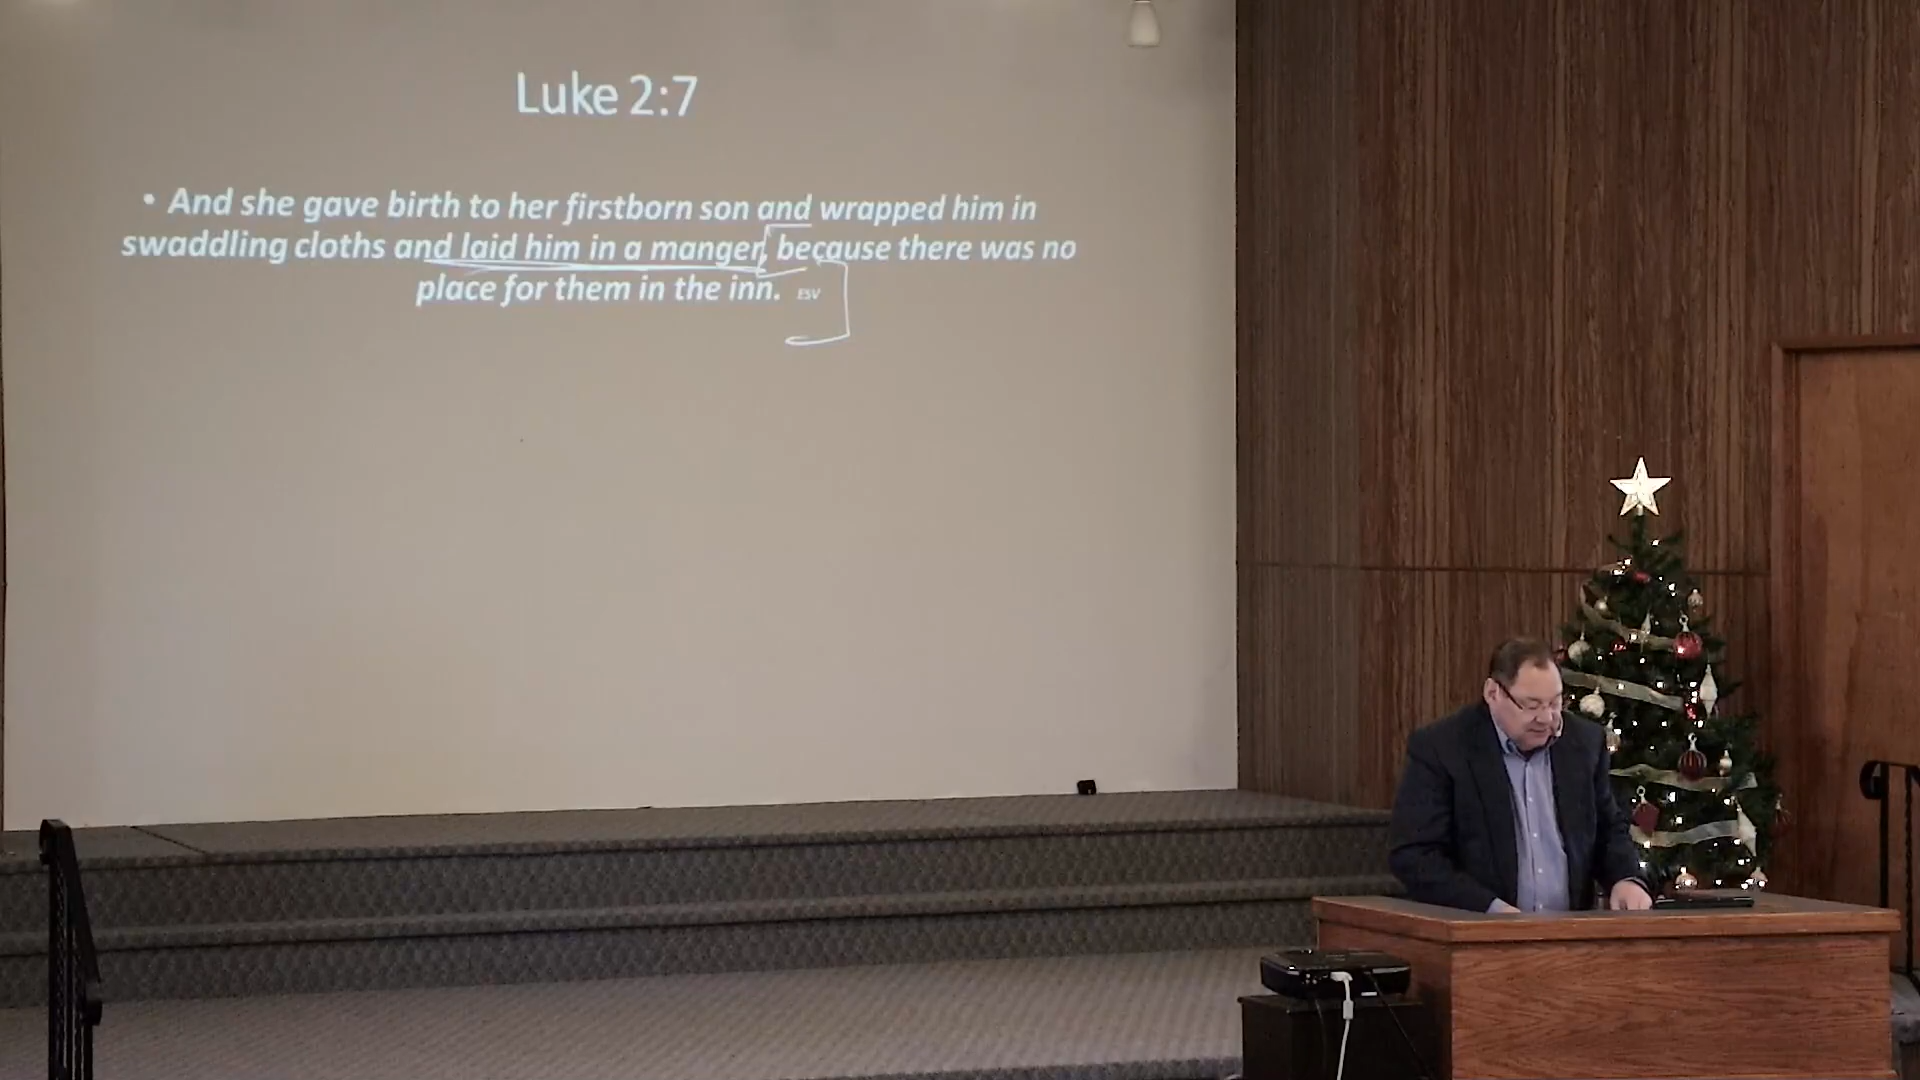 Luke 2:7
• And she gave birth to her firstborn son and wrapped him in
swaddling cloths and laid him in a manger, because there was no
place for them in the inn. ESV